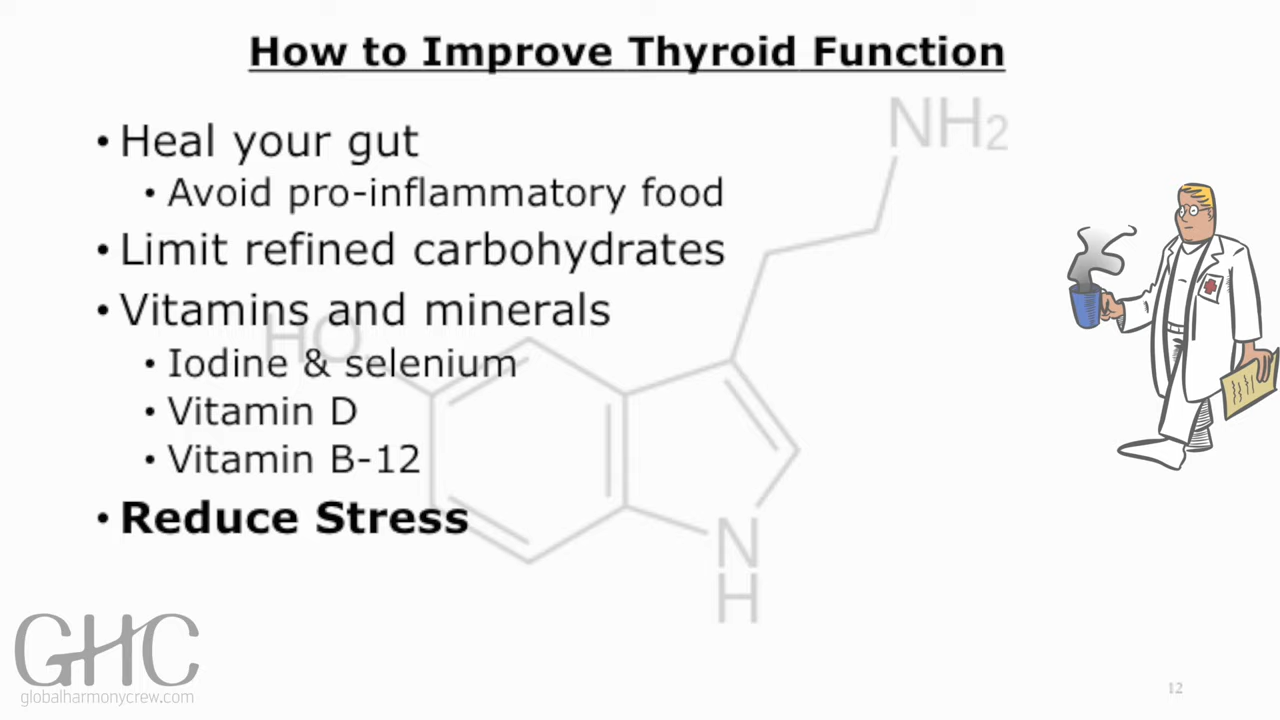 How to Improve Thyroid Function
• Heal your gut
• Avoid pro-inflammatory food
• Limit refined carbohydrates
• Vitamins and minerals
• Iodine & selenium
• Vitamin D
• Vitamin B-12
• Reduce Stress
NH2
HO
N
H
GHC
globalharmonycrew.com
12